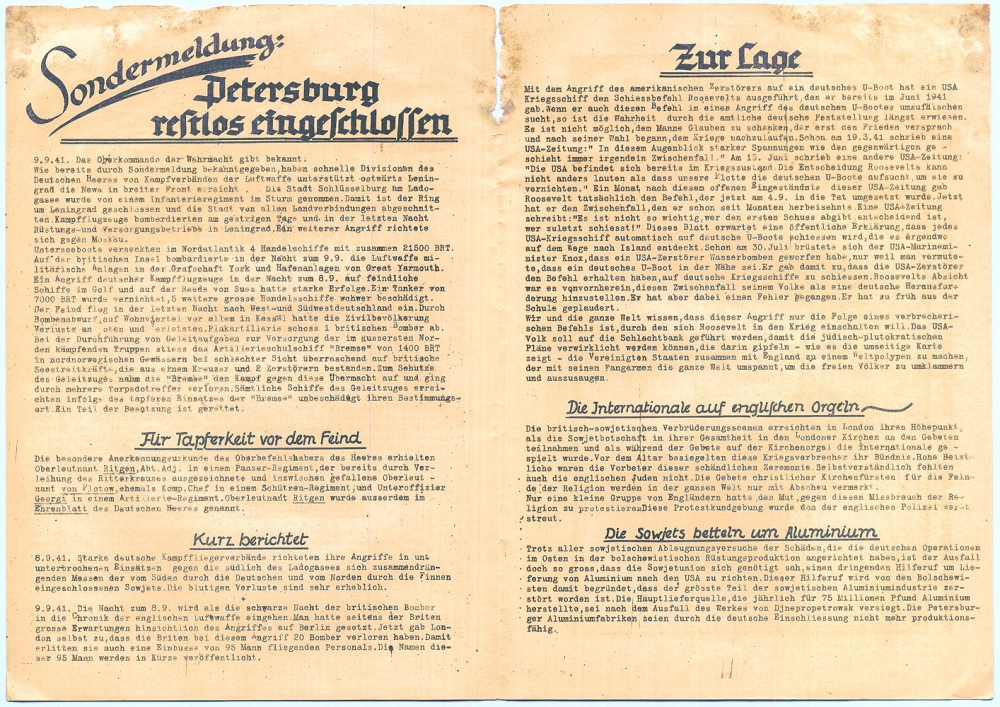 Sondermeldung:
Petersburg
restlos eingeschlossen
9.9.41. Das Oberkommando der Wehrmacht gibt bekannt.
Wie bereits durch Sondermeldung bekanntgegeben,haben schnelle Divisionen des
Deutschen Heeres von Kampfverbänden der Luftwaffe unterstützt ostwärts Lenin-
grad die Newa in breiter Front erreicht. Die Stadt Schlüsselburg am Lado-
gasee wurde von einem Infanterieregiment im Sturm genommen.Damit ist der Ring
um Leningrad geschlossen und die Stadt von allen Landverbindungen abgeschnit-
ten.Kampfflugzeuge bombardierten am gestrigen Tage und in der letzten Nacht
Rüstungs-und Versorgungsbetriebe in Leningrad.Ein weiterer Angriff richtete
sich gegen Moskau.
Unterseeboote versenkten im Nordatlantik 4 Handelschiffe mit zusammen 21500 BRT.
Auf der britischen Insel bombardierte in der Nacht zum 9.9. die Luftwaffe mi-
litärische Anlagen in der Grafschaft York und Hafenanlagen von Great Yarmouth.
Ein Angriff deutscher Kampfflugzeuge in der Nacht zum 8.9. auf feindliche
Schiffe im Golf und auf der Reede von Sues hatte starke Erfolge.Ein Tanker von
7000 BRT wurde vernichtet,5 weitere grosse Handelsschiffe schwer beschädigt.
Der Feind flog in der letzten Nacht nach West-und Südwestdeutschland ein.Durch
Bombenabwurf auf Wohnviertel vor allem in Kassel hatte die Zivilbevölkerung
Verluste an Toten und Verletzten.Flakartillerie schoss 1 britischen Bomber ab.
Bei der Durchführung von Geleitaufgaben zur Versorgung der im äussersten Nor-
den kämpfenden Truppen stiess das Artillerieschulschiff "Bremse" von 1400 BRT
in nordnorwegischen Gewässern bei schlechter Sicht überraschend auf britische
Seestreitkräfte,die aus einem Kreuzer und 2 Zerstörern bestanden.Zum Schutze
des Geleitzugs nahm die "Bremse" den Kampf gegen diese Übermacht auf und ging
durch mehrere Torpedotreffer verloren.Sämtliche Schiffe des Geleitzuges errei-
chten infolge des tapferen Einsatzes der "Bremse" unbeschädigt ihren Bestimmungs-
ort.Ein Teil der Besatzung ist gerettet.
Für Tapferkeit vor dem Feind
Die besondere Anerkennungsurkunde des Oberbefehlshabers des Heeres erhielten
Oberleutnant Ritgen,Abt.Adj. in einem Panzer-Regiment,der bereits durch Ver-
leihung des Ritterkreuzes ausgezeichnete und inzwischen gefallene Oberleut-
nant von Flotow,ehemals Komp.Chef in einem Schützen-Regiment,und Unteroffizier
Georgi in einem Artillerie-Regiment.Oberleutnant Ritgen wurde ausserdem im
Ehrenblatt des Deutschen Heeres genannt.
Kurz berichtet
8.9.41. Starke deutsche Kampffliegerverbände richteten ihre Angriffe in unt
unterbrochenen Einsätzen gegen die südlich des Ladogasees sich zusammendrän-
genden Massen der vom Süden durch die Deutschen und vom Norden durch die Finnen
eingeschlossenen Sowjets.Die blutigen Verluste sind sehr erheblich.
9.9.41. Die Nacht zum 8.9. wird als die schwarze Nacht der britischen Bomber
in die Chronik der englischen Luftwaffe eingehen.Man hatte seitens der Briten
grosse Erwartungen hinsichtlich des Angriffs auf Berlin gesetzt.Jetzt gab Lon-
don selbst zu,dass die Briten bei diesem Angriff 20 Bomber verloren haben.Damit
erlitten sie auch eine Einbusse von 95 Mann fliegenden Personals.Die Namen die-
ser 95 Mann werden in Kürze veröffentlicht.
Zur Lage
Mit dem Angriff des amerikanischen Zerstörers auf ein deutsches U-Boot hat ein USA
Kriegsschiff den Schiessbefehl Roosevelts ausgeführt,den er bereits im Juni 1941
gab.Wenn er auch diesen Befehl in einen Angriff des deutschen U-Bootes umzufälschen
sucht,so ist die Wahrheit durch die amtliche deutsche Feststellung längst erwiesen.
Es ist nicht möglich,dem Manne Glauben zu schenken,der erst den Frieden versprach
und nach seiner Wahl begann,dem Kriege nachzulaufen.Schon am 19.3.41 schrieb eine
USA-Zeitung:" In diesem Augenblick starker Spannungen wie den gegenwärtigen ge-
schieht immer irgendein Zwischenfall." Am 15. Juni schrieb eine andere USA-Zeitung:
"Die USA befindet sich bereits im Kriegszustand.Die Entscheidung Roosevelts kann
nicht anders lauten als dass unsere Flotte die deutschen U-Boote aufsucht,um sie zu
vernichten." Ein Monat nach diesem offenen Eingeständnis dieser USA-Zeitung gab
Roosevelt tatsächlich den Befehl,der jetzt am 4.9. in die Tat umgesetzt wurde.Jetzt
hat er den Zwischenfall,den er schon seit Monaten herbeisehnt.Eine USA-Zeitung
schreibt:"Es ist nicht so wichtig,wer den ersten Schuss abgibt,entscheidend ist,
wer zuletzt schiesst!" Dieses Blatt erwartet eine öffentliche Erklärung,dass jedes
USA-Kriegsschiff automatisch auf deutsche U-Boote schiessen wird,die es irgendwo
auf dem Wege nach Island entdeckt.Schon am 30.Juli brüstete sich der USA-Marinemi-
nister Knox,dass ein USA-Zerstörer Wasserbomben geworfen habe,nur weil man vermute-
te,dass ein deutsches U-Boot in der Nähe sei.Er gab damit zu,dass die USA-Zerstörer
den Befehl erhalten haben,auf deutsche Kriegsschiffe zu schiessen.Roosevelts Absicht
war es vonvornherein,diesen Zwischenfall seinem Volke als eine deutsche Herausfor-
derung hinzustellen.Er hat aber dabei einen Fehler begangen.Er hat zu früh aus der
Schule geplaudert.
Wir und die ganze Welt wissen,dass dieser Angriff nur die Folge eines verbrecheri-
schen Befehls ist,durch den sich Roosevelt in den Krieg einschalten will.Das USA-
Volk soll auf die Schlachtbank geführt werden,damit die jüdisch-plutokratischen
Pläne verwirklicht werden können,die darin gipfeln - wie es die umseitige Karte
zeigt - die Vereinigten Staaten zusammen mit England zu einem Weltpolypen zu machen,
der mit seinen Fangarmen die ganze Welt umspannt,um die freien Völker zu umklammern
und auszusaugen.
Die Internationale auf englischen Orgeln
Die britisch-sowjetischen Verbrüderungsscenen erreichten in London ihren Höhepunkt,
als die Sowjetbotschaft in ihrer Gesamtheit in den Londoner Kirchen an den Gebeten
teilnahmen und als während der Gebete auf der Kirchenorgel die Internationale ge-
spielt wurde.Vor dem Altar besiegelten diese Kriegsverbrecher ihr Bündnis.Hohe Geist-
liche waren die Vorbeter dieser schändlichen Zeremonie.Selbstverständlich fehlten
auch die englischen Juden nicht.Die Gebete christlicher Kirchenfürsten für die Fein-
de der Religion werden in der ganzen Welt nur mit Abscheu vermerkt.
Nur eine kleine Gruppe von Engländern hatte den Mut,gegen diesen Missbrauch der Re-
ligion zu protestieren.Diese Protestkundgebung wurde von der englischen Polizei zer-
streut.
Die Sowjets betteln um Aluminium
Trotz aller sowjetischen Ableugnungsversuche der Schäden,die die deutschen Operationen
im Osten in der bolschewistischen Rüstungsproduktion angerichtet haben,ist der Ausfall
doch so gross,dass die Sowjetunion sich genötigt sah,einen dringenden Hilferuf um Lie-
ferung von Aluminium nach den USA zu richten.Dieser Hilferuf wird von den Bolschewi-
sten damit begründet,dass der grösste Teil der sowjetischen Aluminiumindustrie zer-
stört worden ist.Die Hauptlieferquelle,die jährlich für 75 Millionen Pfund Aluminium
herstellte,sei nach dem Ausfall des Werkes von Djnepropetrowsk versiegt.Die Petersbur-
ger Aluminiumfabriken seien durch die deutsche Einschliessung nicht mehr produktions-
fähig.